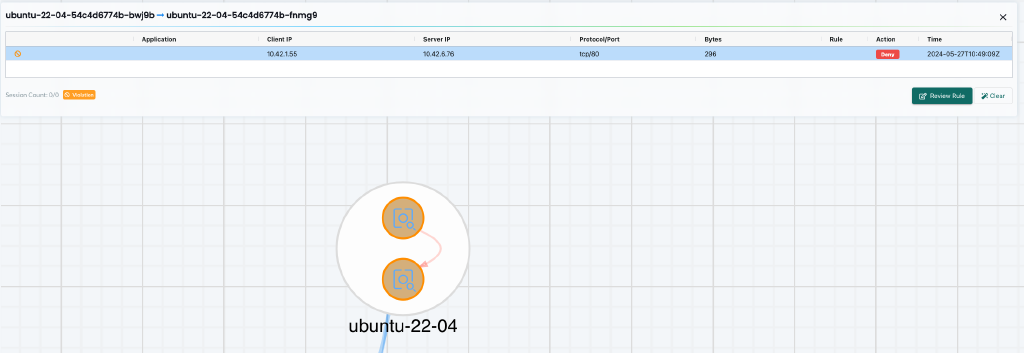 ubuntu-22-04-54c4d6774b-bwj9b → ubuntu-22-04-54c4d6774b-fnmg9
Application Client IP Server IP Protocol/Port Bytes Rule Action Time
10.42.1.55 10.42.6.76 tcp/80 296 Deny 2024-05-27T10:49:09Z
Session Count: 0/0 Violation
Review Rule Clear
ubuntu-22-04